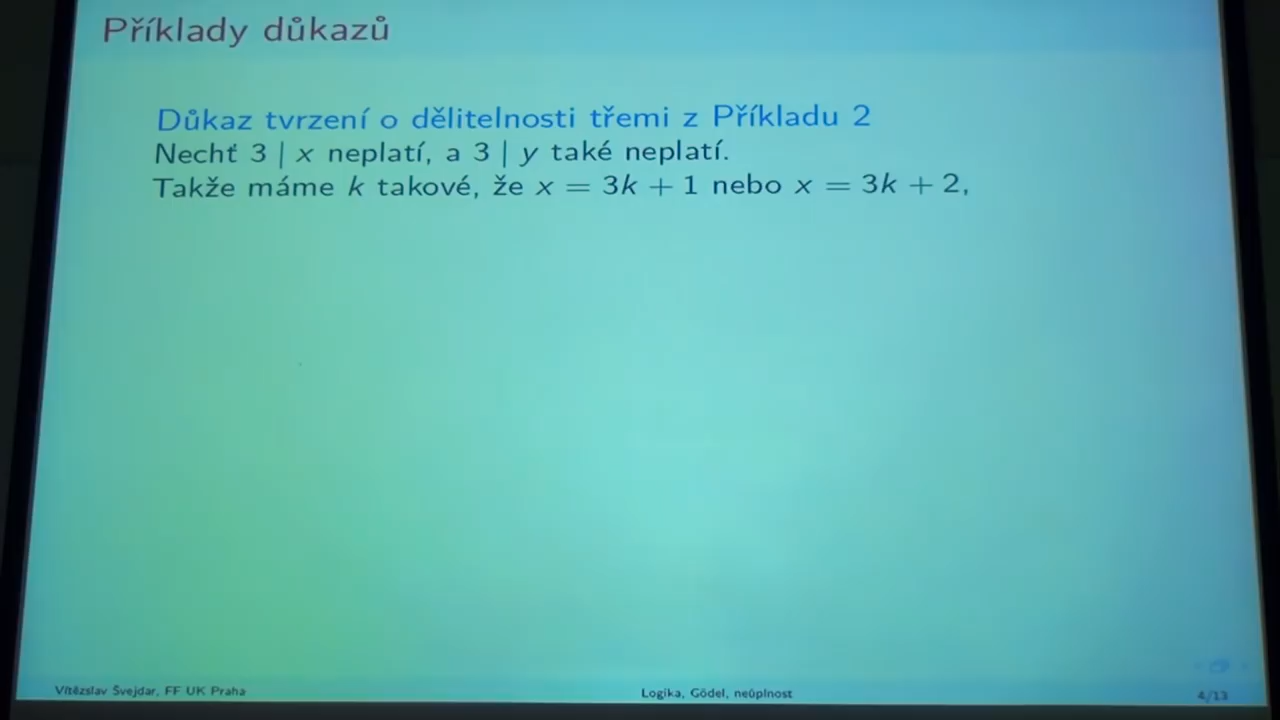 Příklady důkazů
Důkaz tvrzení o dělitelnosti třemi z Příkladu 2
Nechť 3 | x neplatí, a 3 | y také neplatí.
Takže máme k takové, že x = 3k + 1 nebo x = 3k + 2,
Vítězslav Švejdar, FF UK Praha
Logika, Gödel, neúplnost
4/13